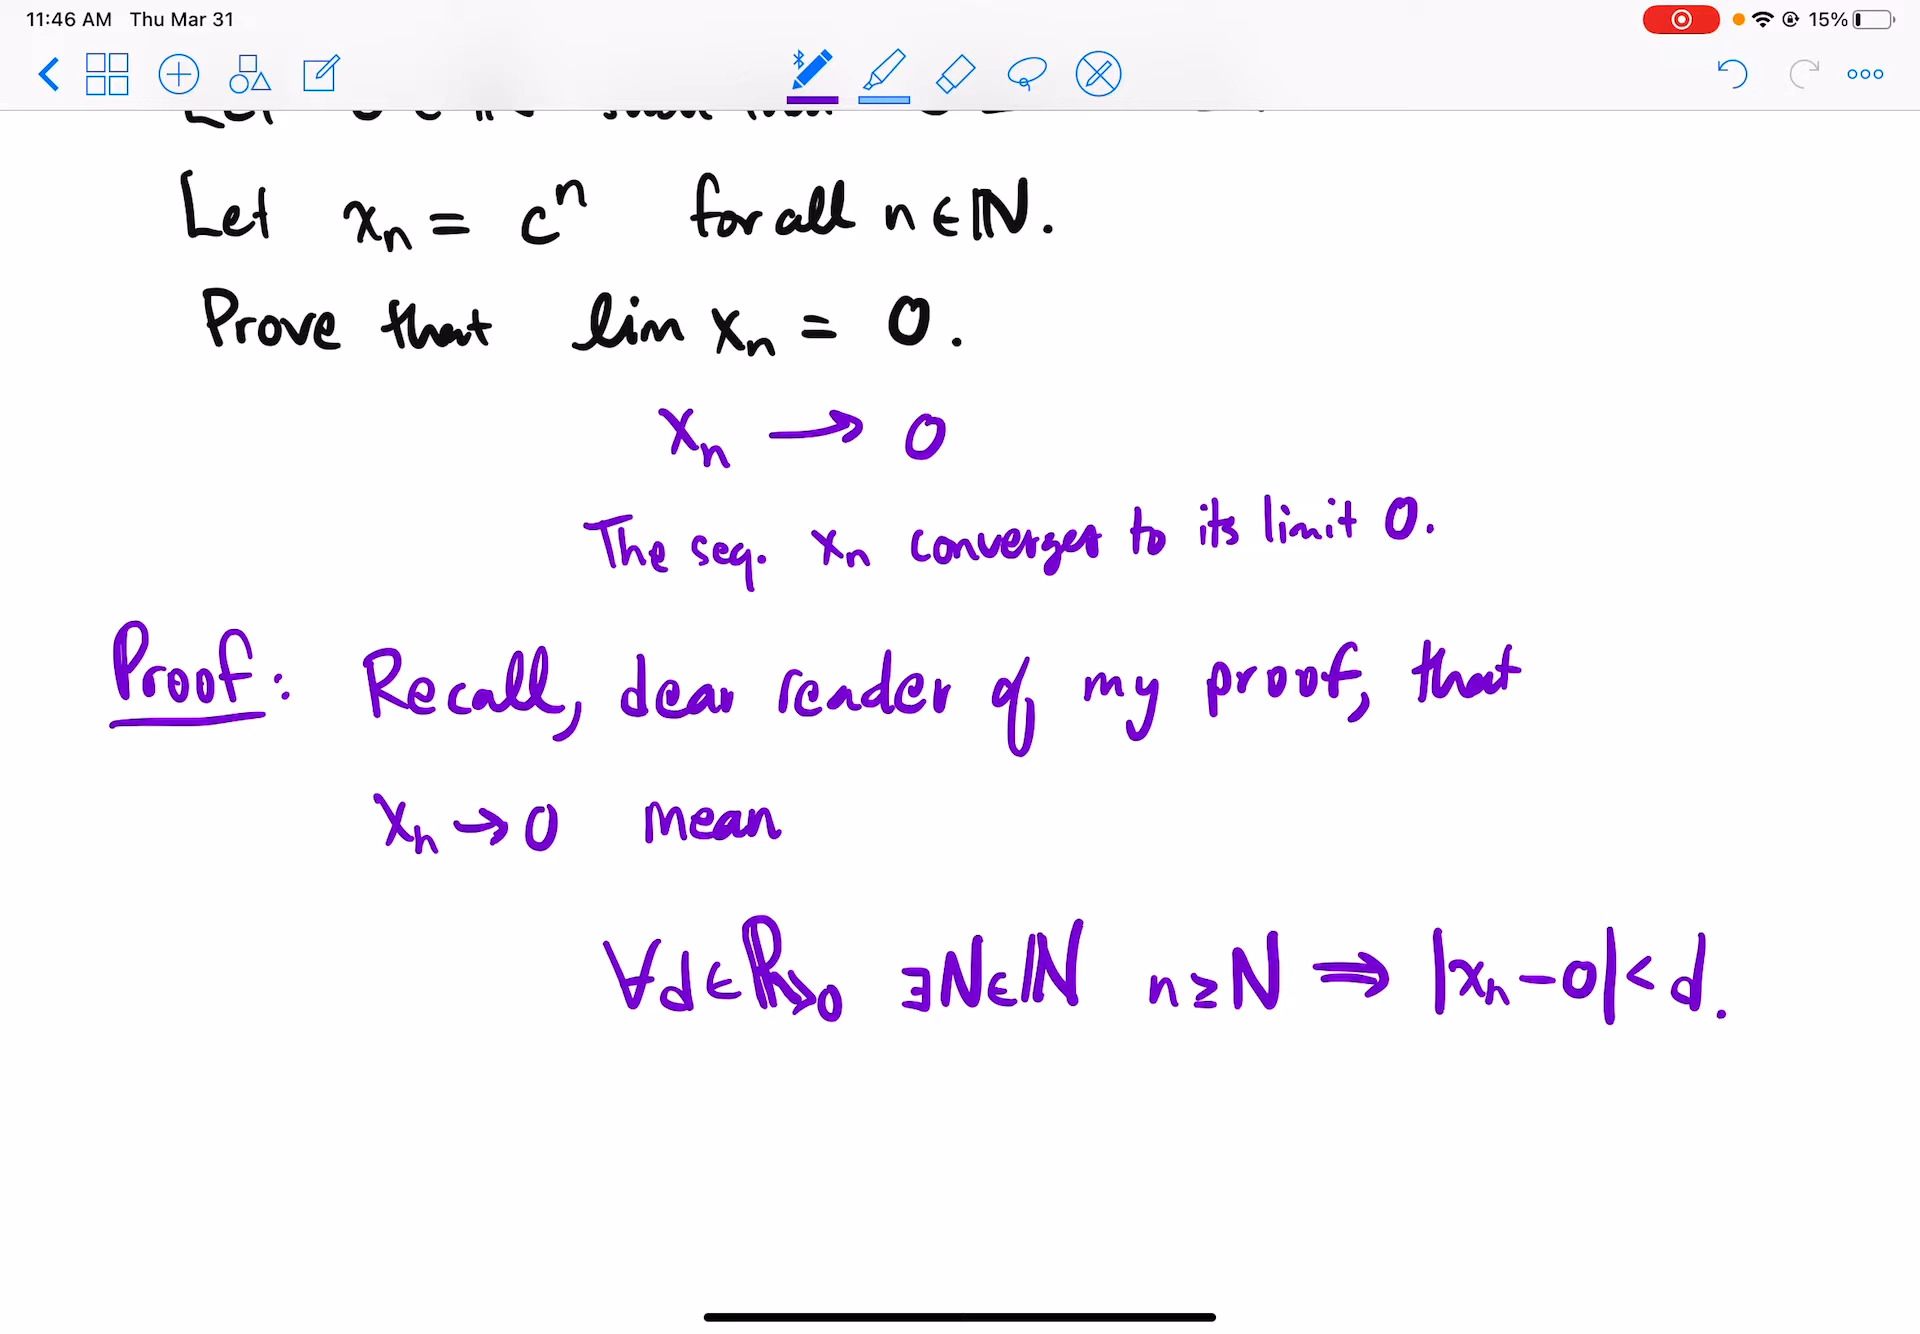 11:46 AM Thu Mar 31 15%
Let xₙ = cⁿ for all n ∈ ℕ.
Prove that lim xₙ = 0.
xₙ → 0
The seq. xₙ converges to its limit 0.
Proof: Recall, dear reader of my proof, that
xₙ → 0 mean
∀d∈ℝ>0 ∃N∈ℕ n≥N ⟹ |xₙ-0|<d.